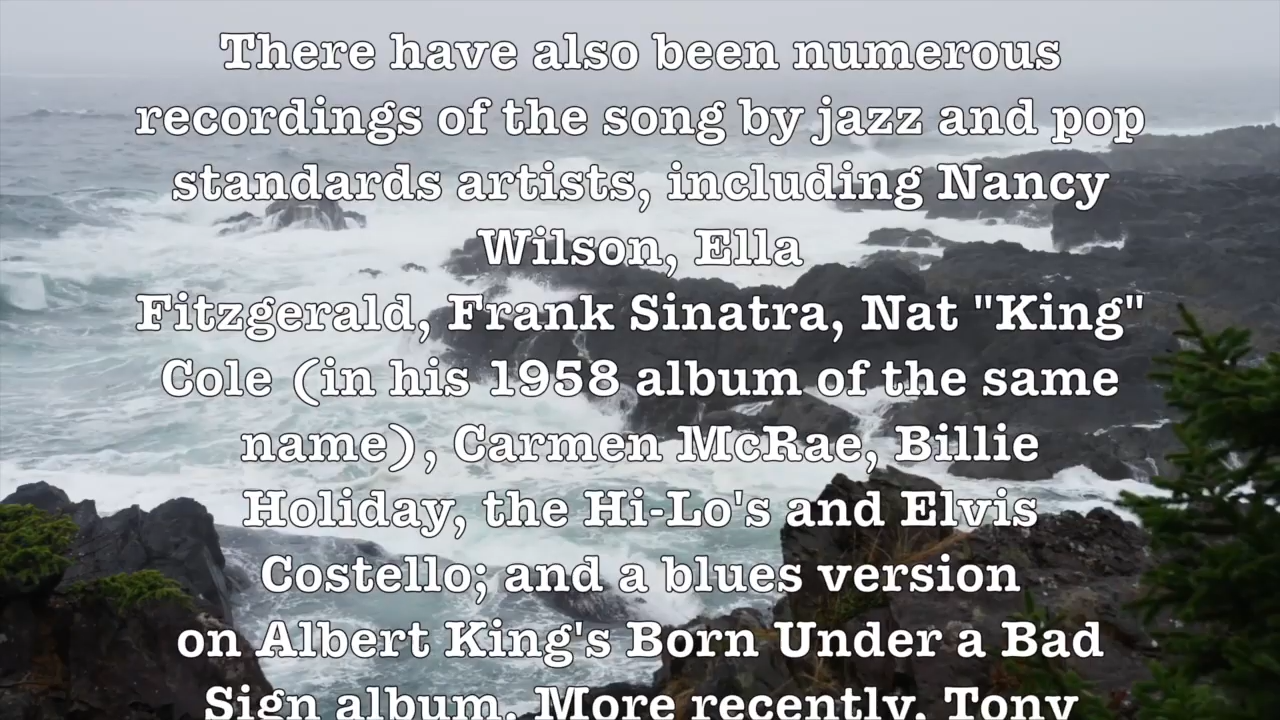 There have also been numerous
recordings of the song by jazz and pop
standards artists, including Nancy
Wilson, Ella
Fitzgerald, Frank Sinatra, Nat "King"
Cole (in his 1958 album of the same
name), Carmen McRae, Billie
Holiday, the Hi-Lo's and Elvis
Costello; and a blues version
on Albert King's Born Under a Bad
Sign album. More recently, Tony